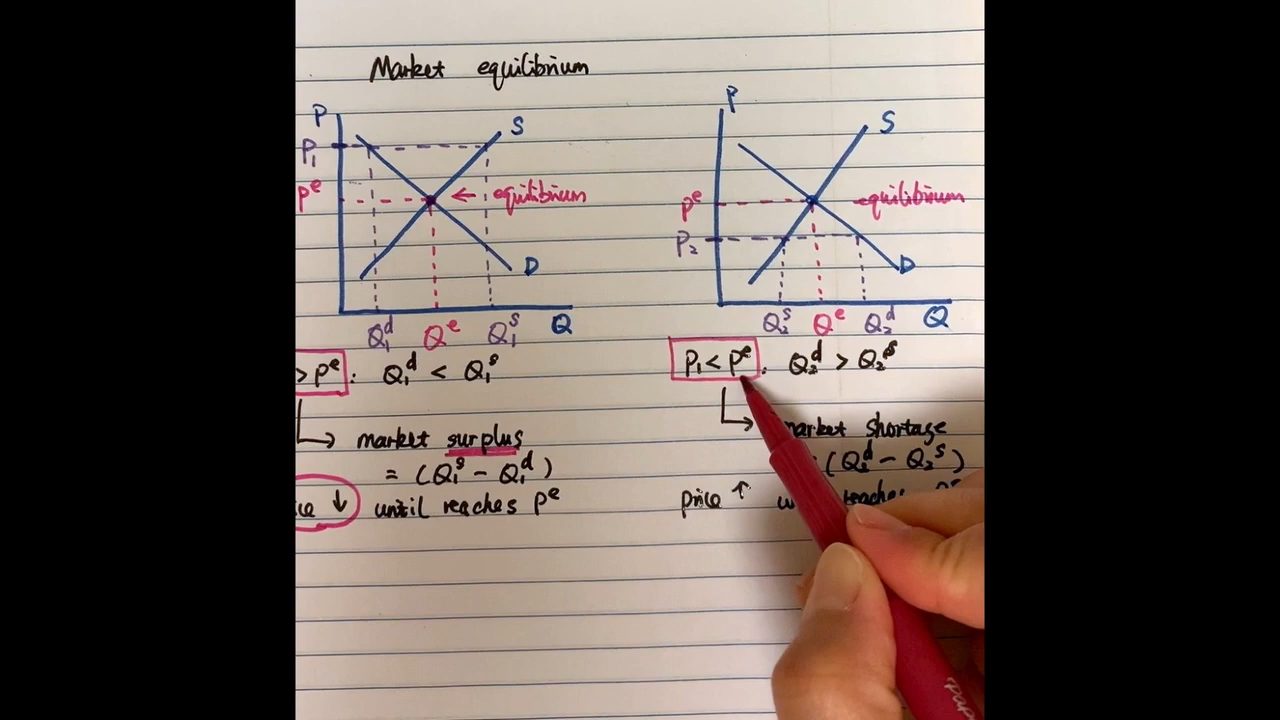 Market equilibrium
P
S
P₁
Pᵉ
← equilibrium
D
Q₁ᵈ Qᵉ Q₁ˢ Q
> Pᵉ : Q₁ᵈ < Q₁ˢ
↳ market surplus
= (Q₁ˢ - Q₁ᵈ)
↓ until reaches Pᵉ
P
S
Pᵉ
equilibrium
P₂
D
Q₂ˢ Qᵉ Q₂ᵈ Q
P₁ < Pᵉ : Q₂ᵈ > Q₂ˢ
↳ market shortage
(Q₂ᵈ - Q₂ˢ)
price ↑ reaches